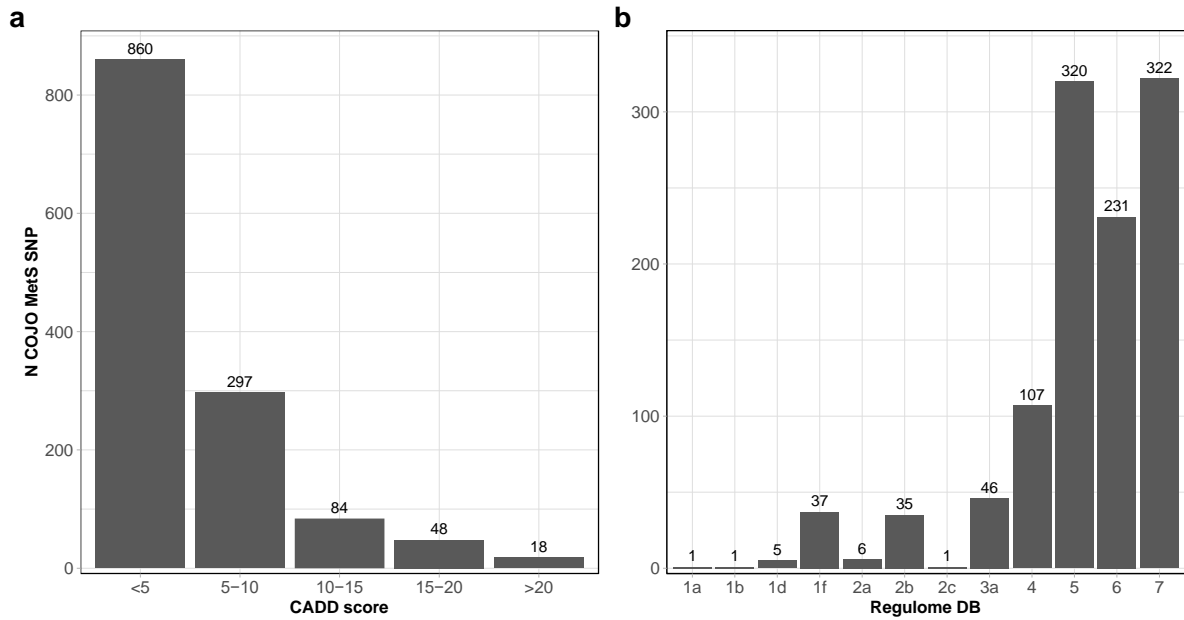 a
860
297
84
48
18
800
600
400
200
0
N COJO MetS SNP
<5 5−10 10−15 15−20 >20
CADD score
b
1 1 5 37 6 35 1 46 107 320 231 322
300
200
100
0
1a 1b 1d 1f 2a 2b 2c 3a 4 5 6 7
Regulome DB